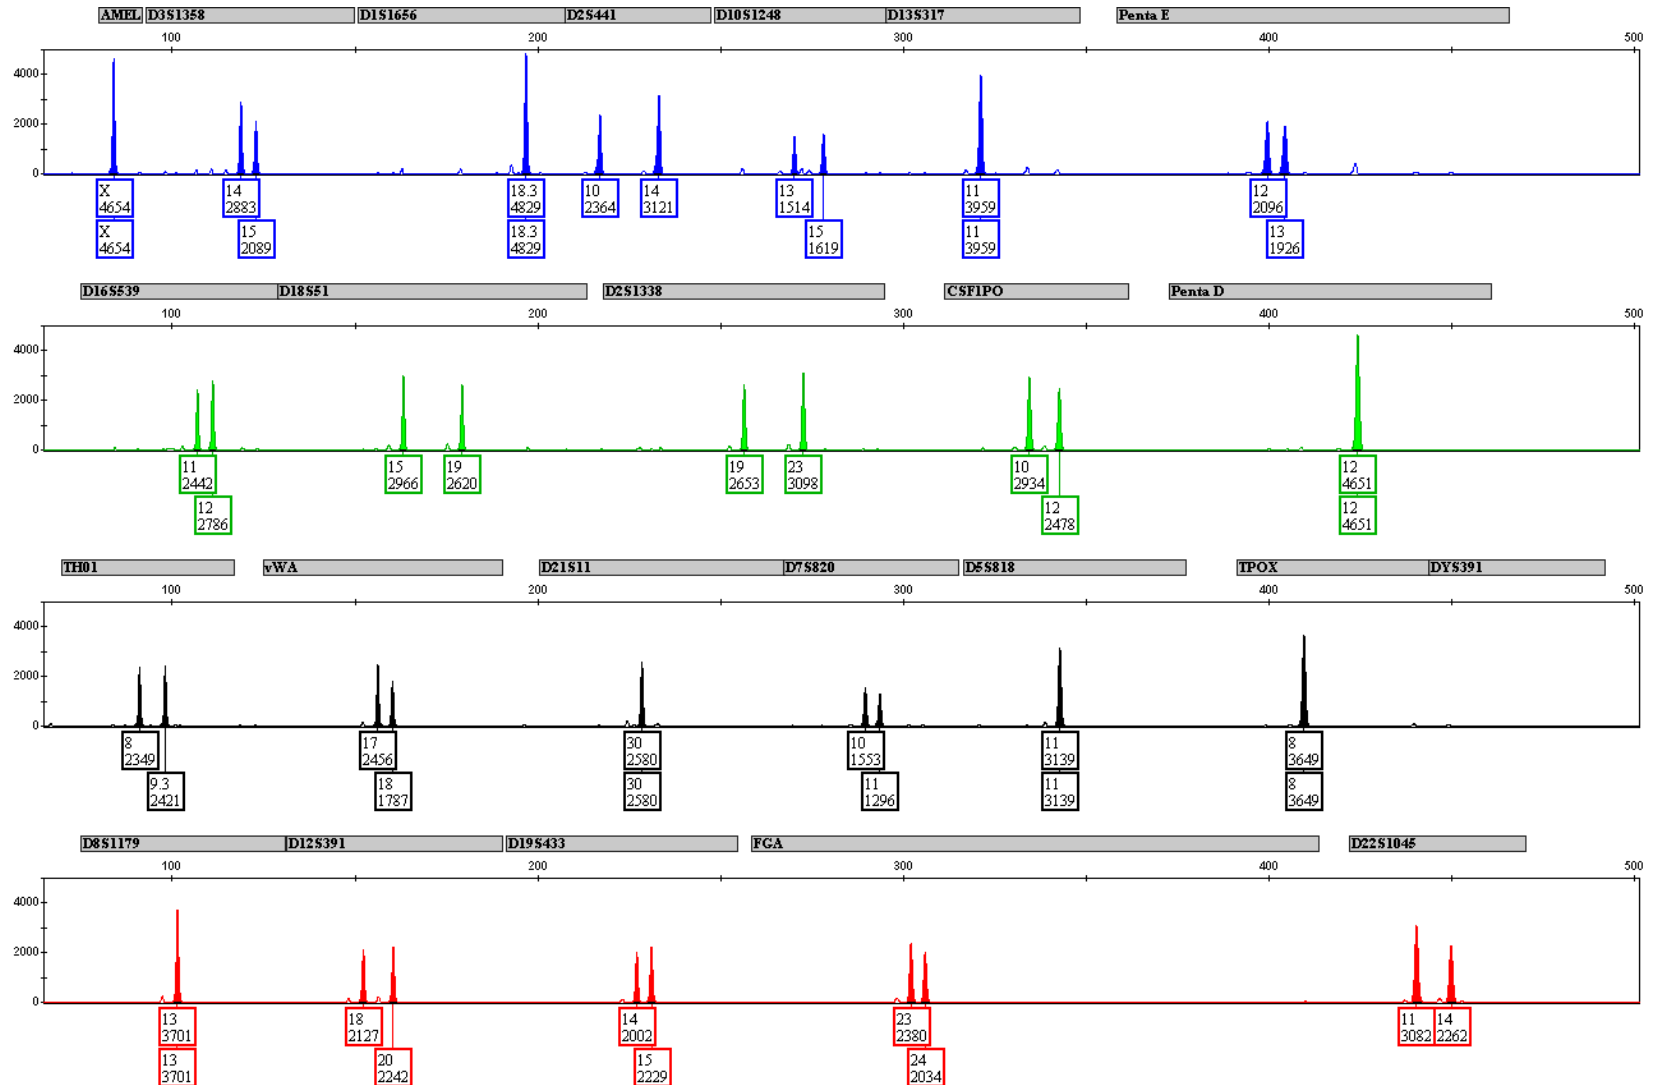 AMEL D3S1358 D1S1656 D2S441 D10S1248 D13S317 Penta E
100 200 300 400 500
4000
2000
0
X 14 18.3 10 14 13 11 12
4654 2883 4829 2364 3121 1514 3959 2096
X 15 18.3 15 11 13
4654 2089 4829 1619 3959 1926
D16S539 D18S51 D2S1338 CSF1PO Penta D
100 200 300 400 500
4000
2000
0
11 15 19 19 23 10 12
2442 2966 2620 2653 3098 2934 4651
12 12 12
2786 2478 4651
TH01 vWA D21S11 D7S820 D5S818 TPOX DYS391
100 200 300 400 500
4000
2000
0
8 17 30 10 11 8
2349 2456 2580 1553 3139 3649
9.3 18 30 11 11 8
2421 1787 2580 1296 3139 3649
D8S1179 D12S391 D19S433 FGA D22S1045
100 200 300 400 500
4000
2000
0
13 18 14 23 11 14
3701 2127 2002 2380 3082 2262
13 20 15 24
3701 2242 2229 2034